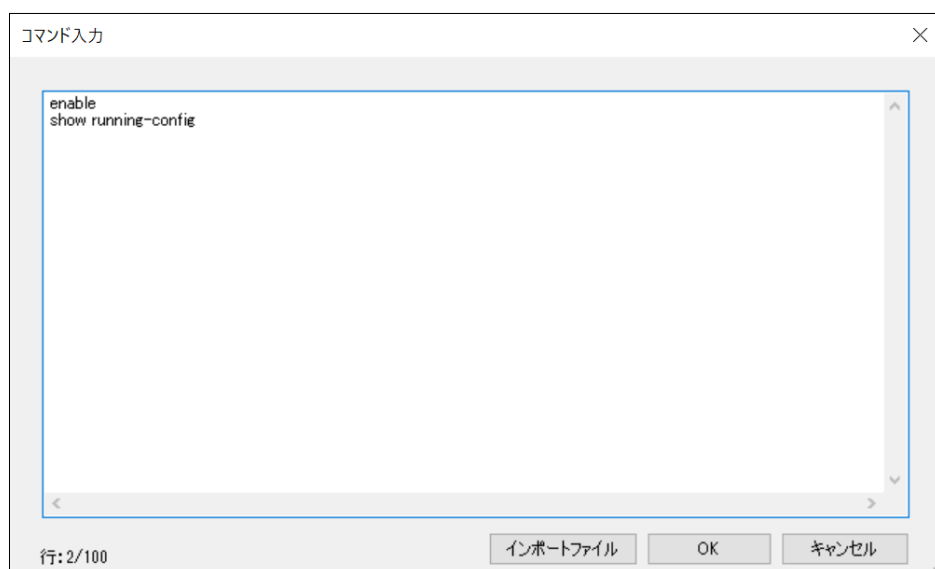 コマンド入力
enable
show running-config
行:2/100
インポートファイル
OK
キャンセル